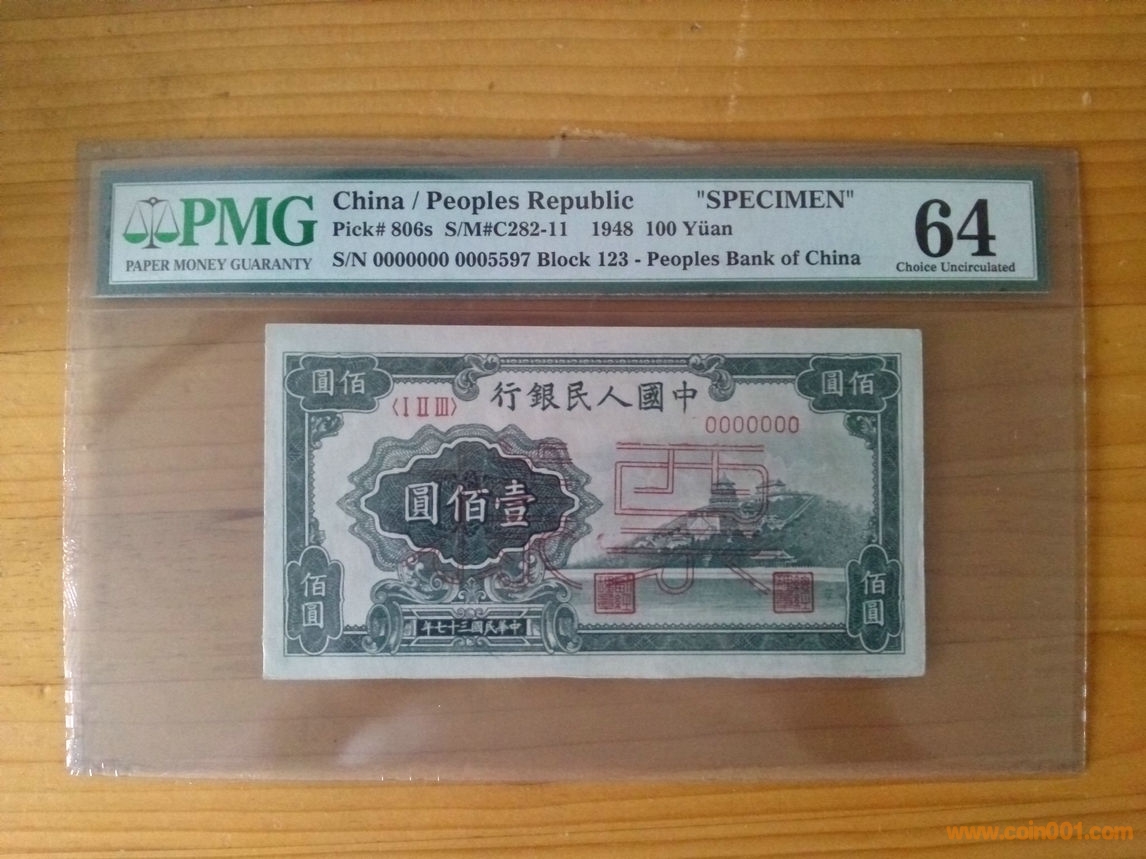 PMG
PAPER MONEY GUARANTY
China / Peoples Republic "SPECIMEN"
Pick# 806s S/M#C282-11 1948 100 Yüan
S/N 0000000 0005597 Block 123 - Peoples Bank of China
64
Choice Uncirculated
圓佰
圓佰
行銀民人國中
〈I II III〉
0000000
圓佰壹
佰圓
佰圓
年七十三國民華中
www.coin001.com